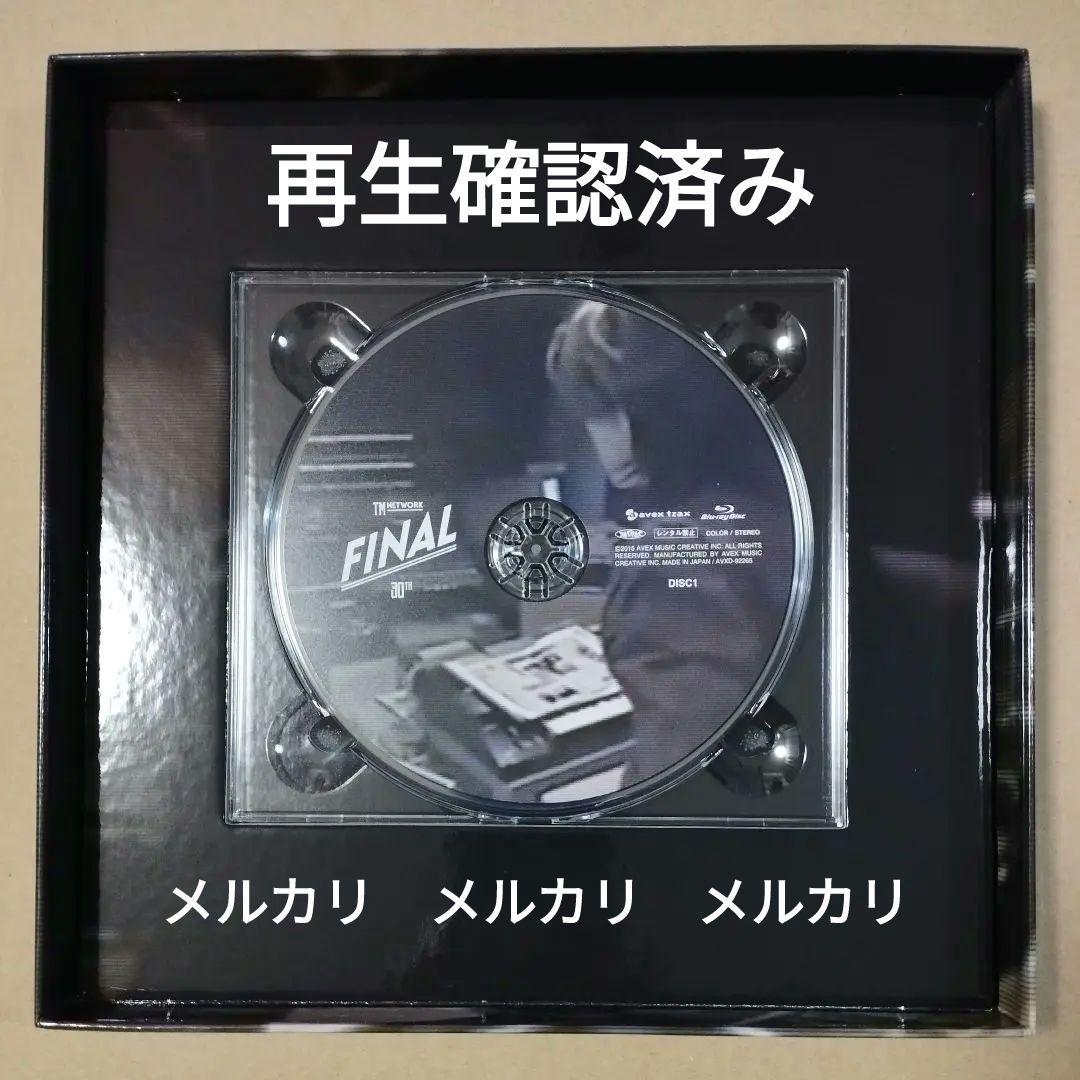 再生確認済み
TM NETWORK
FINAL
30TH
avex trax
Blu-ray Disc
レンタル禁止
COLOR / STEREO
©2015 AVEX MUSIC CREATIVE INC. ALL RIGHTS
RESERVED. MANUFACTURED BY AVEX MUSIC
CREATIVE INC. MADE IN JAPAN / AVXD-92265
DISC1
メルカリ メルカリ メルカリ